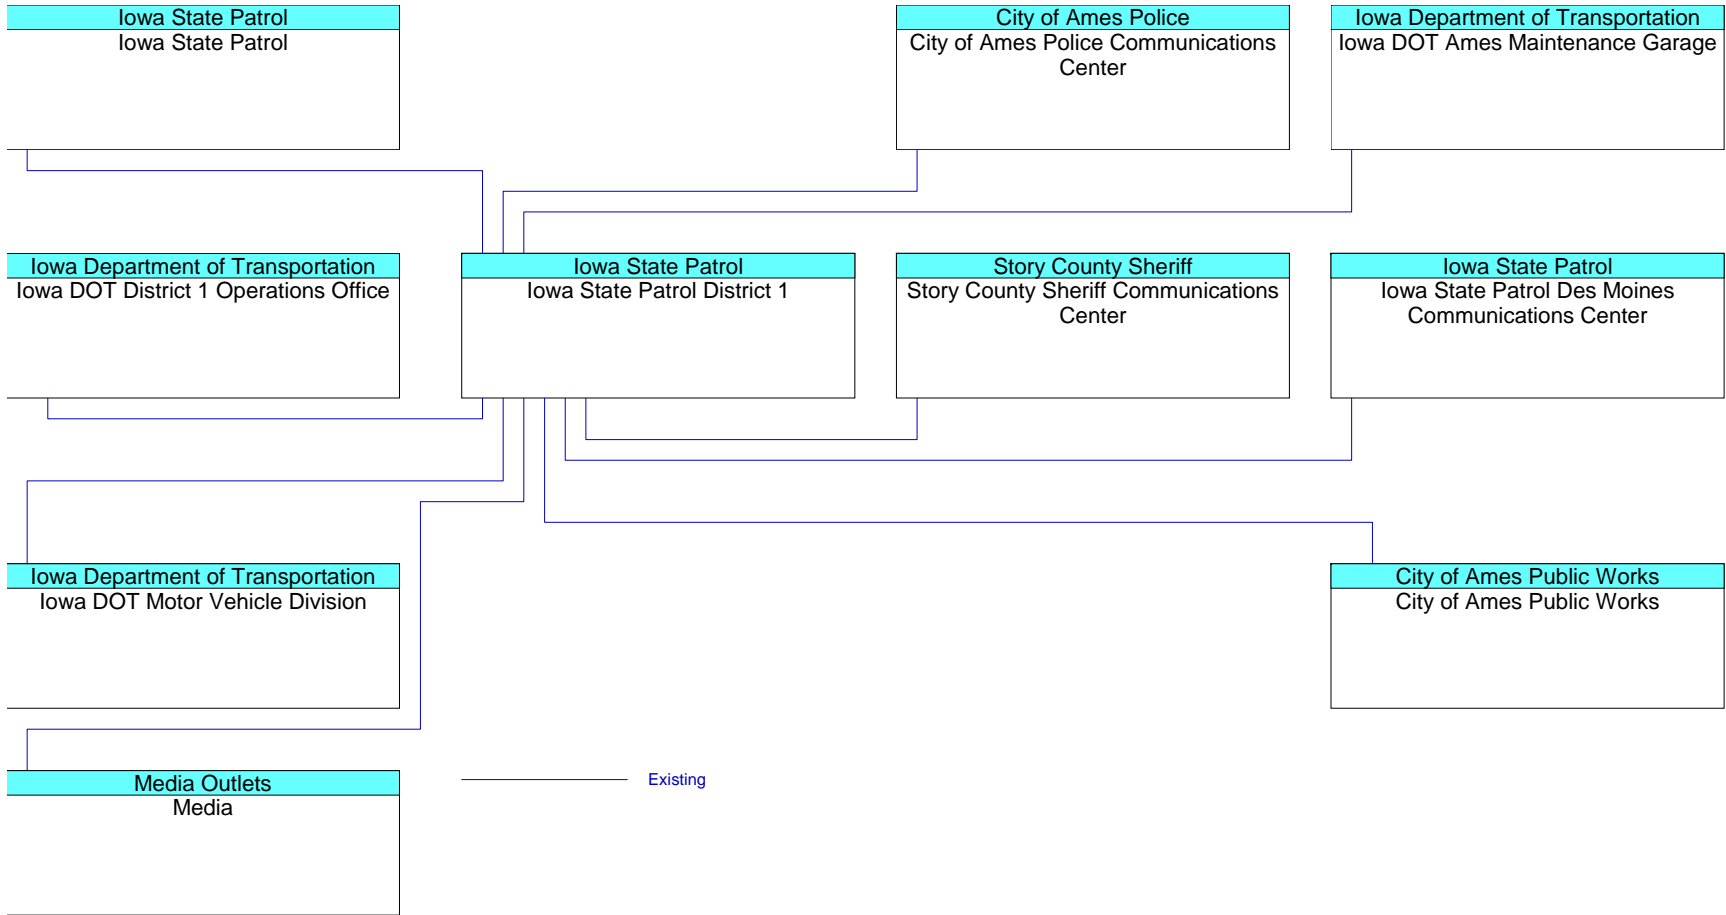 Iowa State Patrol
Iowa State Patrol
City of Ames Police
City of Ames Police Communications
Center
Iowa Department of Transportation
Iowa DOT Ames Maintenance Garage
Iowa Department of Transportation
Iowa DOT District 1 Operations Office
Iowa State Patrol
Iowa State Patrol District 1
Story County Sheriff
Story County Sheriff Communications
Center
Iowa State Patrol
Iowa State Patrol Des Moines
Communications Center
Iowa Department of Transportation
Iowa DOT Motor Vehicle Division
City of Ames Public Works
City of Ames Public Works
Media Outlets
Media
Existing